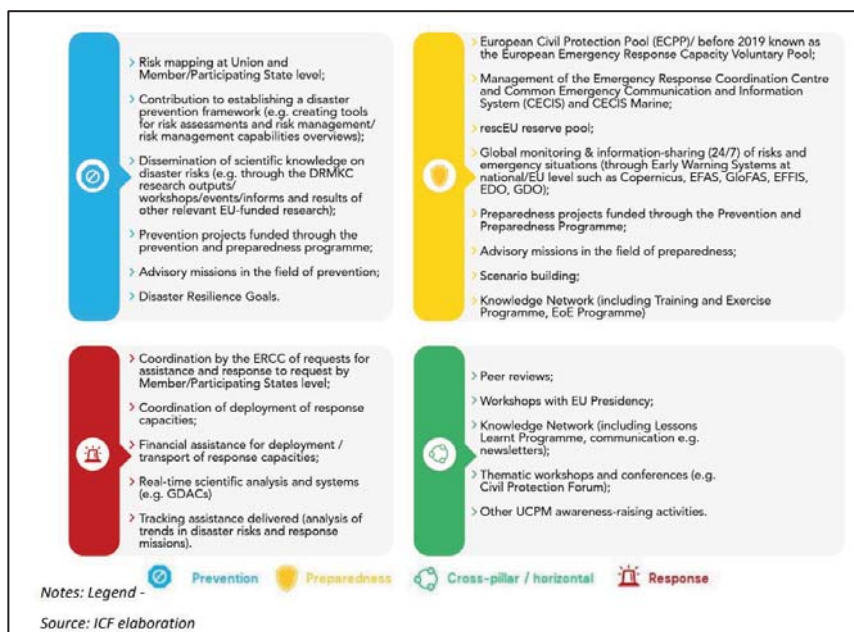 Risk mapping at Union and
Member/Participating State level;
Contribution to establishing a disaster
prevention framework (e.g. creating tools
for risk assessments and risk management/
risk management capabilities overviews);
Dissemination of scientific knowledge on
disaster risks (e.g. through the DRMKC
research outputs/
workshops/events/informs and results
of other relevant EU-funded research);
Prevention projects funded through the
prevention and preparedness programme;
Advisory missions in the field of prevention;
Disaster Resilience Goals.
European Civil Protection Pool (ECPP)/ before 2019 known as
the European Emergency Response Capacity Voluntary Pool;
Management of the Emergency Response Coordination Centre
and Common Emergency Communication and Information
System (CECIS) and CECIS Marine;
rescEU reserve pool;
Global monitoring & information-sharing (24/7) of risks and
emergency situations (through Early Warning Systems at
national/EU level such as Copernicus, EFAS, GloFAS, EFFIS,
EDO, GDO);
Preparedness projects funded through the Prevention and
Preparedness Programme;
Advisory missions in the field of preparedness;
Scenario building;
Knowledge Network (including Training and Exercise
Programme, EoE Programme)
Coordination by the ERCC of requests for
assistance and response to request by
Member/Participating States level;
Coordination of deployment of response
capacities;
Financial assistance for deployment /
transport of response capacities;
Real-time scientific analysis and systems
(e.g. GDACs)
Tracking assistance delivered (analysis of
trends in disaster risks and response
missions).
Peer reviews;
Workshops with EU Presidency;
Knowledge Network (including Lessons
Learnt Programme, communication e.g.
newsletters);
Thematic workshops and conferences (e.g.
Civil Protection Forum);
Other UCPM awareness-raising activities.
Prevention Preparedness Cross-pillar / horizontal Response
Notes: Legend -
Source: ICF elaboration